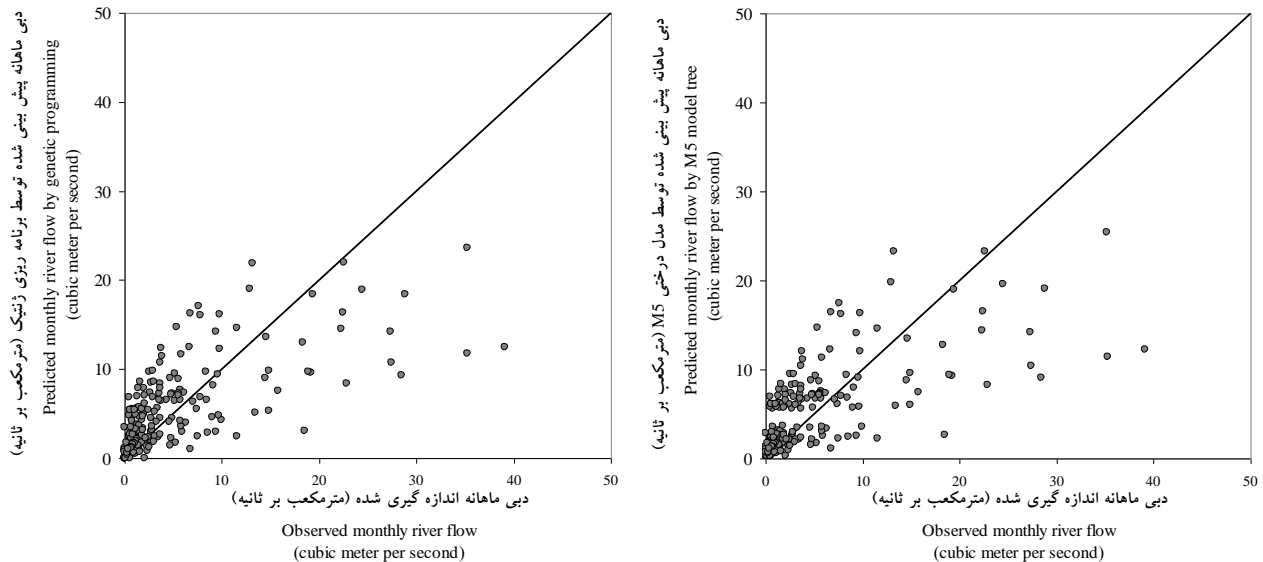 دبی ماهانه پیش بینی شده توسط برنامه ریزی ژنتیک (مترمکعب بر ثانیه)
Predicted monthly river flow by genetic programming
(cubic meter per second)
50
40
30
20
10
0
0
10
20
30
40
50
دبی ماهانه اندازه گیری شده (مترمکعب بر ثانیه)
Observed monthly river flow
(cubic meter per second)
دبی ماهانه پیش بینی شده توسط مدل درختی M5 (مترمکعب بر ثانیه)
Predicted monthly river flow by M5 model tree
(cubic meter per second)
50
40
30
20
10
0
0
10
20
30
40
50
دبی ماهانه اندازه گیری شده (مترمکعب بر ثانیه)
Observed monthly river flow
(cubic meter per second)